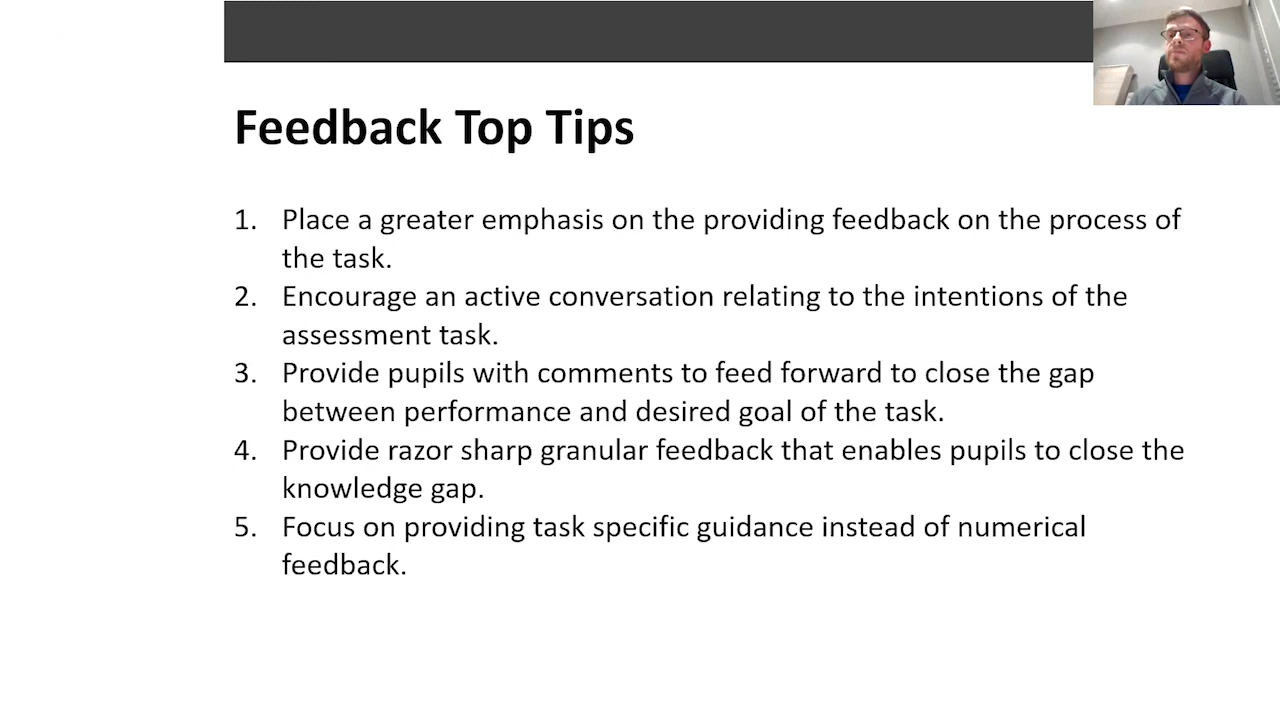 Feedback Top Tips
1. Place a greater emphasis on the providing feedback on the process of
the task.
2. Encourage an active conversation relating to the intentions of the
assessment task.
3. Provide pupils with comments to feed forward to close the gap
between performance and desired goal of the task.
4. Provide razor sharp granular feedback that enables pupils to close the
knowledge gap.
5. Focus on providing task specific guidance instead of numerical
feedback.